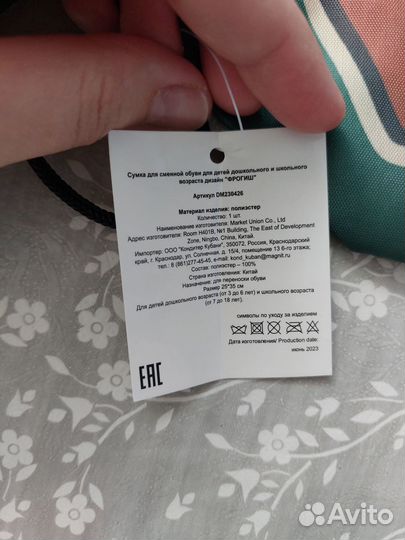 Сумка для сменной обуви для детей дошкольного и школьного
возраста дизайн "ФРОГИШ"
Артикул DM230426
Материал изделия: полиэстер
Количество: 1 шт.
Наименование изготовителя: Market Union Co., Ltd
Адрес изготовителя: Room H401B, №1 Building, The East of Development
Zone, Ningbo, China, Китай.
Импортер: ООО "Кондитер Кубани", 350072, Россия, Краснодарский
край, г. Краснодар, ул. Солнечная, д. 15/4, помещение 13 6-го этажа;
тел.: 8 (861)277-45-45, e-mail: kond_kuban@magnit.ru
Состав: полиэстер – 100%
Страна изготовителя: Китай
Назначение: для переноски обуви
Размер 25*35 см
Для детей дошкольного возраста (от 3 до 6 лет) и школьного возраста
(от 7 до 18 лет).
символы по уходу за изделием
Дата изготовления/ Production date:
июнь 2023
EAC
Avito